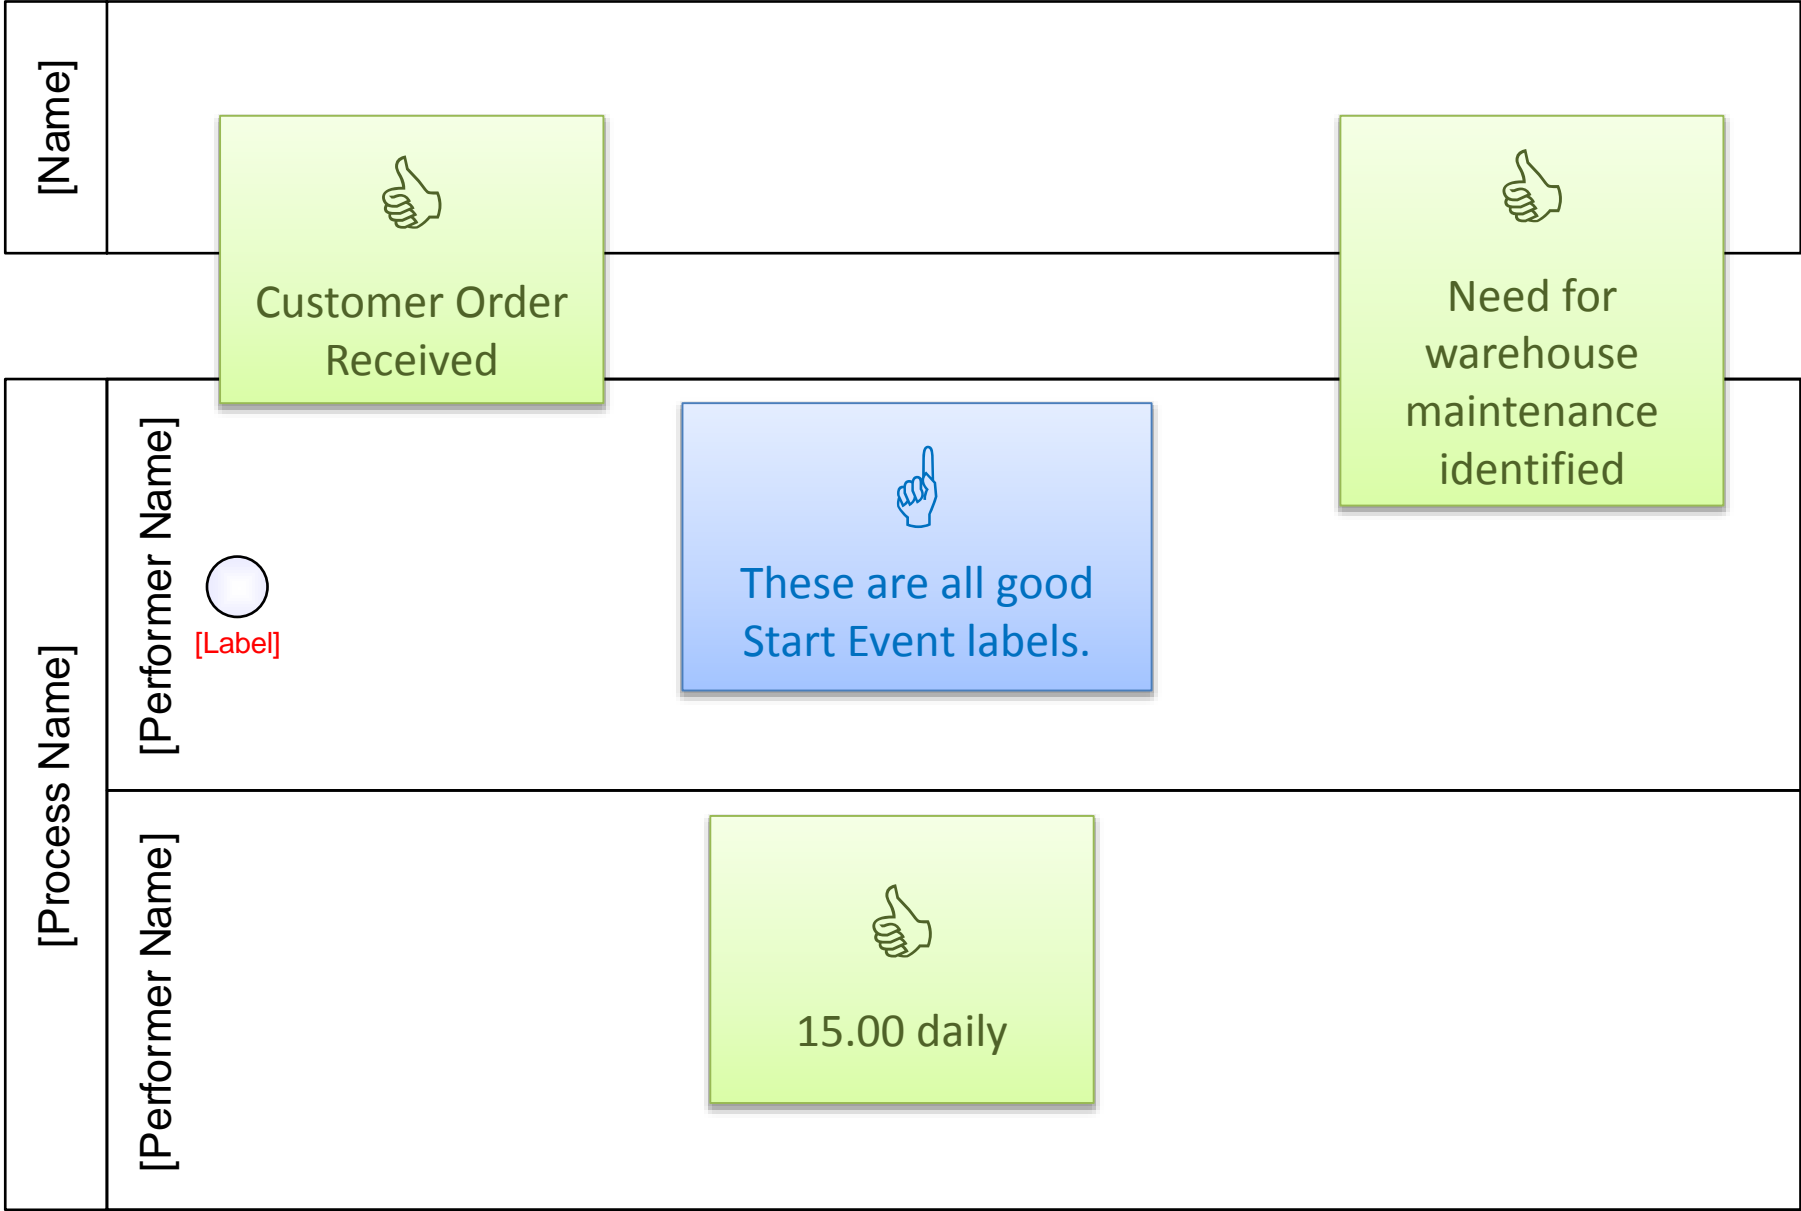 [Name]
Customer Order
Received
Need for
warehouse
maintenance
identified
[Process Name]
[Performer Name]
[Label]
These are all good
Start Event labels.
[Performer Name]
15.00 daily